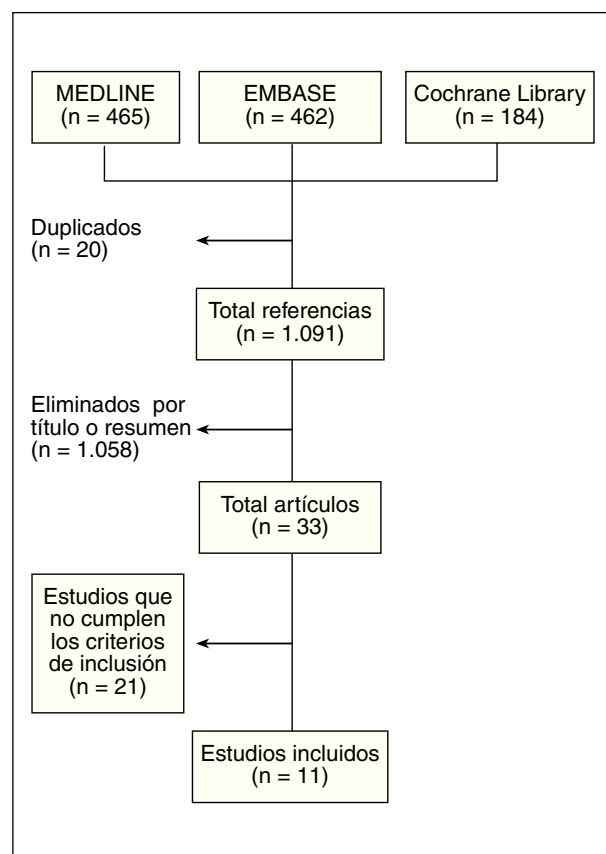 MEDLINE
(n = 465)
EMBASE
(n = 462)
Cochrane Library
(n = 184)
Duplicados
(n = 20)
Total referencias
(n = 1.091)
Eliminados por
título o resumen
(n = 1.058)
Total artículos
(n = 33)
Estudios que
no cumplen
los criterios
de inclusión
(n = 21)
Estudios incluidos
(n = 11)